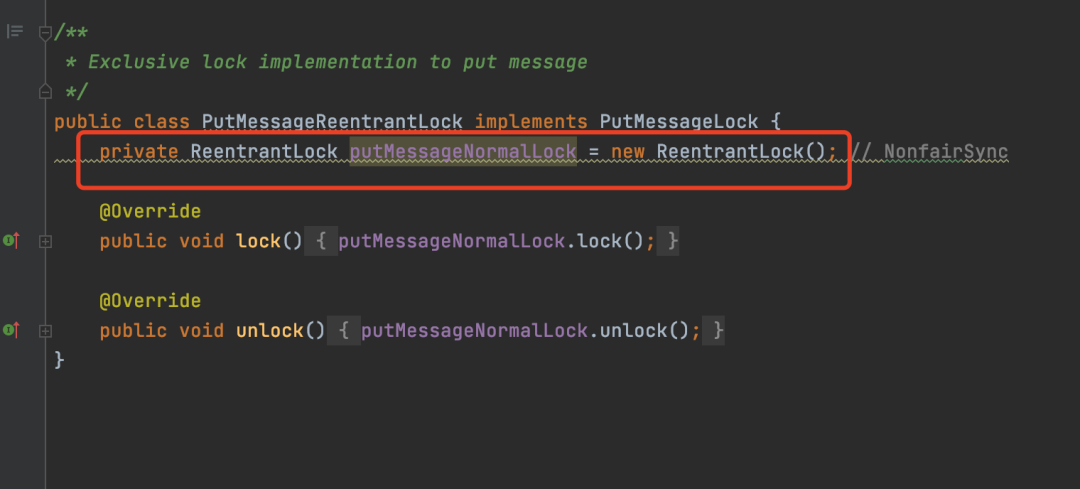 /**
* Exclusive lock implementation to put message
*/
public class PutMessageReentrantLock implements PutMessageLock {
private ReentrantLock putMessageNormalLock = new ReentrantLock(); // NonfairSync
@Override
public void lock() { putMessageNormalLock.lock(); }
@Override
public void unlock() { putMessageNormalLock.unlock(); }
}